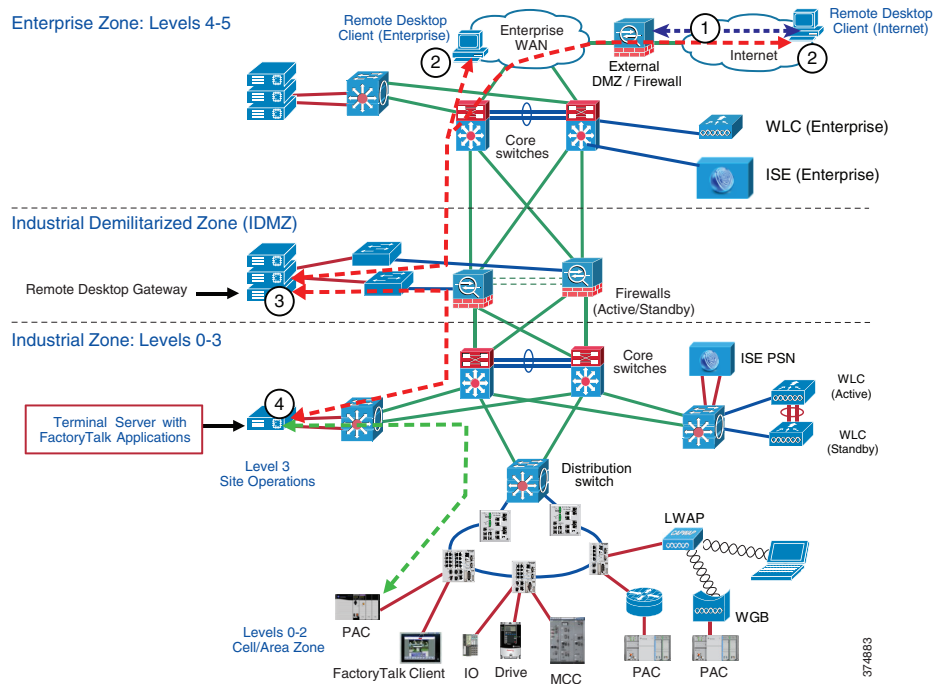 Enterprise Zone: Levels 4-5
Remote Desktop
Client (Enterprise)
Enterprise
WAN
Remote Desktop
Client (Internet)
1
2
2
Internet
External
DMZ / Firewall
Core
switches
WLC (Enterprise)
ISE (Enterprise)
Industrial Demilitarized Zone (IDMZ)
Remote Desktop Gateway
3
Firewalls
(Active/Standby)
Industrial Zone: Levels 0-3
Core
switches
ISE PSN
WLC
(Active)
WLC
(Standby)
4
Terminal Server with
FactoryTalk Applications
Level 3
Site Operations
Distribution
switch
LWAP
CAPWAP
WGB
PAC
Levels 0-2
Cell/Area Zone
FactoryTalk Client
IO
Drive
MCC
PAC
PAC
374883